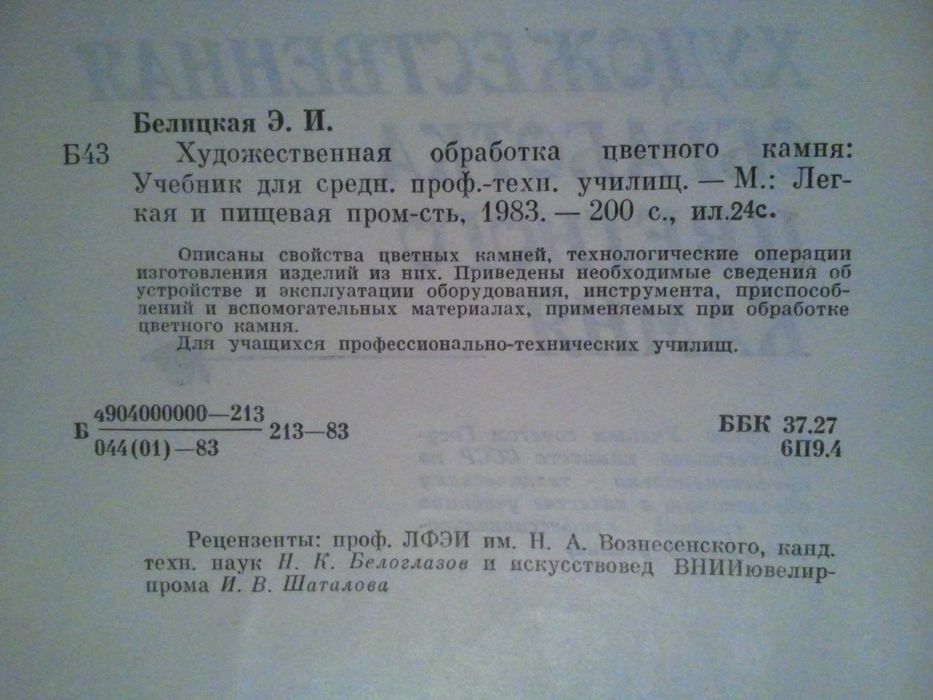 Белицкая Э. И.
Б43 Художественная обработка цветного камня:
Учебник для средн. проф.-техн. училищ. — М.: Лег-
кая и пищевая пром-сть, 1983. — 200 с., ил.24с.
Описаны свойства цветных камней, технологические операции
изготовления изделий из них. Приведены необходимые сведения об
устройстве и эксплуатации оборудования, инструмента, приспособ-
лений и вспомогательных материалах, применяемых при обработке
цветного камня.
Для учащихся профессионально-технических училищ.
4904000000—213
Б 213—83
044(01)—83
ББК 37.27
6П9.4
Рецензенты: проф. ЛФЭИ им. Н. А. Вознесенского, канд.
техн. наук Н. К. Белоглазов и искусствовед ВНИИювелир-
прома И. В. Шаталова
ХУДОЖЕСТВЕННАЯ
ОБРАБОТКА
ЦВЕТНОГО
КАМНЯ